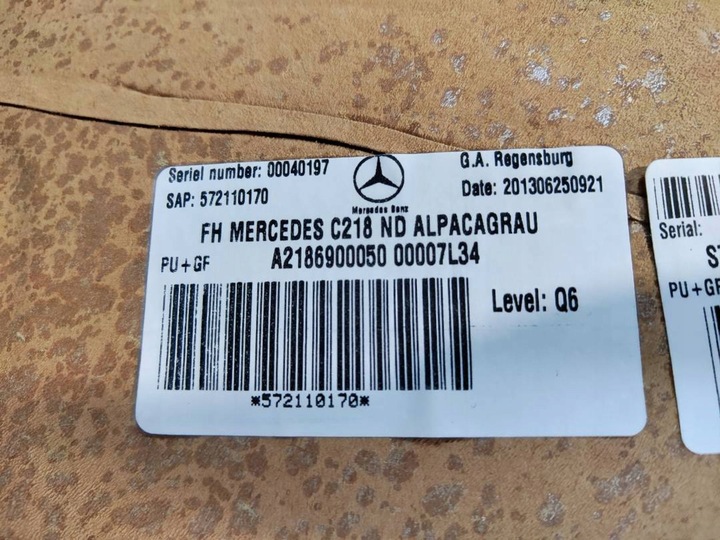 Serial number: 00040197
G.A. Regensburg
SAP: 572110170
Date: 201306250921
Mercedes Benz
FH MERCEDES C218 ND ALPACAGRAU
PU+GF
A2186900050 00007L34
Level: Q6
*572110170*
Serial:
PU+GF